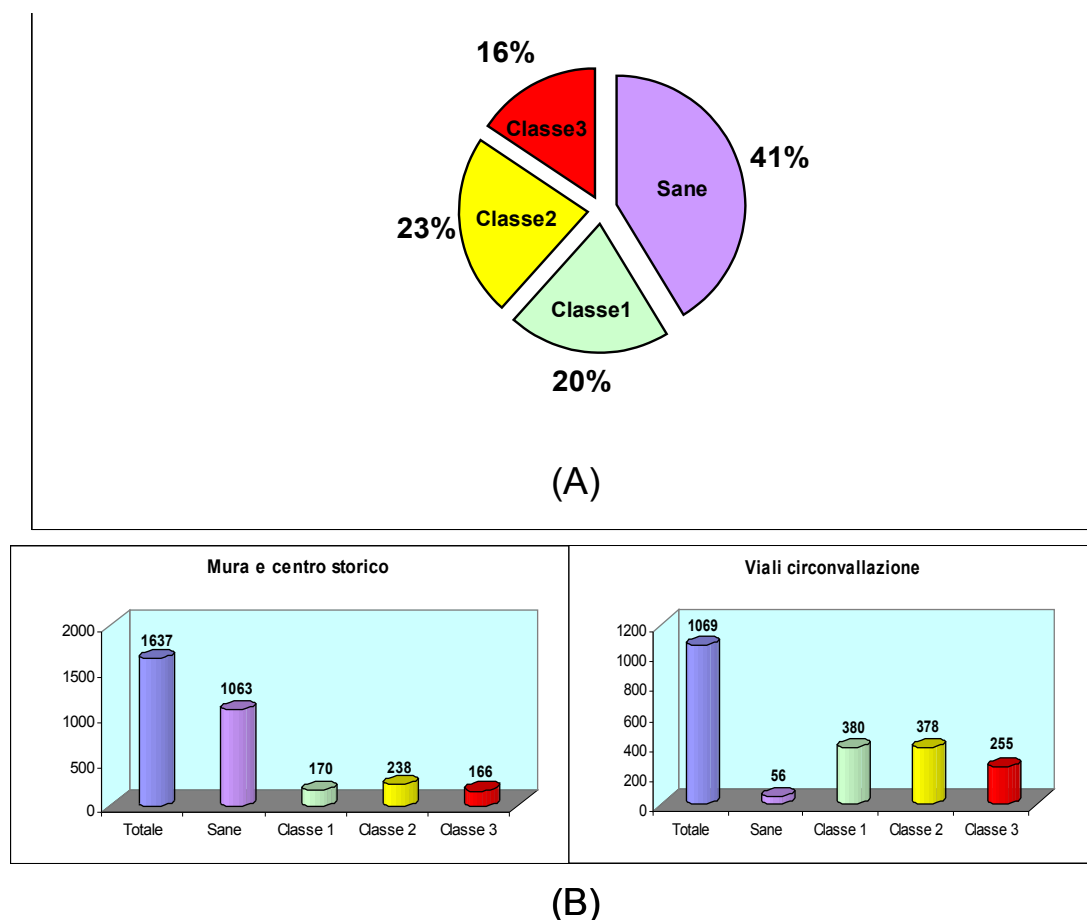 16%
Classe3
41%
Sane
Classe2
23%
Classe1
20%
(A)
Mura e centro storico
2000
1500
1000
500
0
1637
1063
170
238
166
Totale Sane Classe 1 Classe 2 Classe 3
Viali circonvallazione
1200
1000
800
600
400
200
0
1069
56
380
378
255
Totale Sane Classe 1 Classe 2 Classe 3
(B)